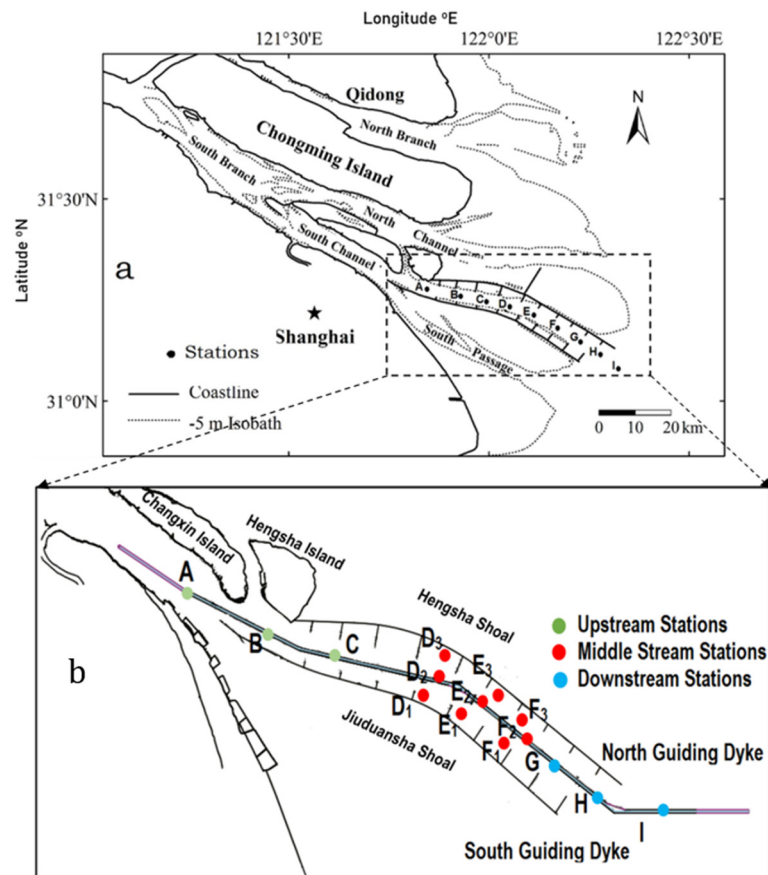 Longitude ºE
121°30'E
122°0'E
122°30'E
Latitude ºN
31°30'N
31°0'N
a
N
Qidong
North Branch
Chongming Island
South Branch
North Channel
South Channel
A
B
C
D
E
F
G
H
I
Shanghai
South Passage
Stations
Coastline
-5 m Isobath
0 10 20 km
b
Changxin Island
Hengsha Island
Hengsha Shoal
A
B
C
D3
D2
D1
E3
E2
E1
F3
F2
F1
G
H
I
Upstream Stations
Middle Stream Stations
Downstream Stations
Jiuduansha Shoal
North Guiding Dyke
South Guiding Dyke